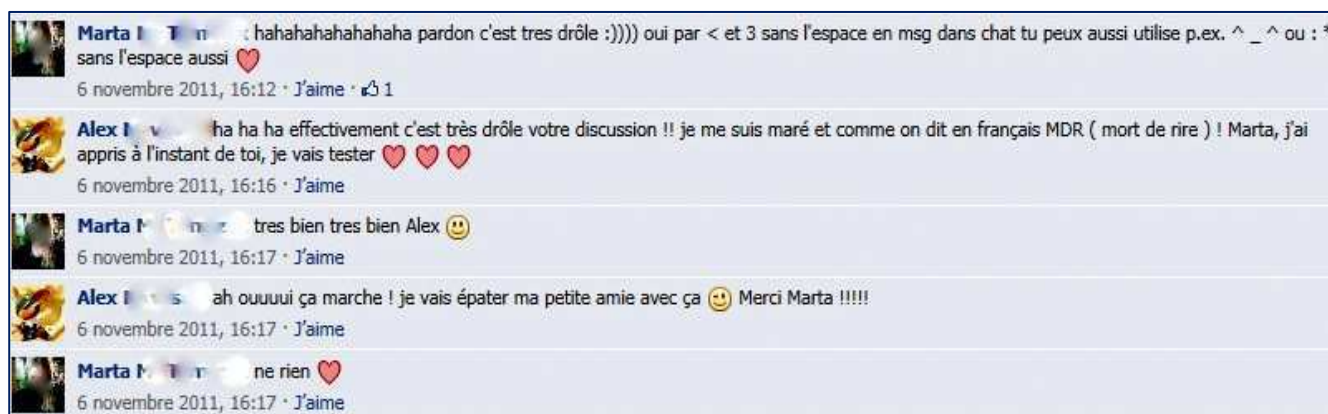 Marta hahahahahahahaha pardon c'est tres drôle :)))) oui par < et 3 sans l'espace en msg dans chat tu peux aussi utilise p.ex. ^ _ ^ ou : *
sans l'espace aussi
6 novembre 2011, 16:12 · J'aime · 1
Alex ha ha ha effectivement c'est très drôle votre discussion !! je me suis maré et comme on dit en français MDR ( mort de rire ) ! Marta, j'ai
appris à l'instant de toi, je vais tester
6 novembre 2011, 16:16 · J'aime
Marta tres bien tres bien Alex
6 novembre 2011, 16:17 · J'aime
Alex ah ouuuui ça marche ! je vais épater ma petite amie avec ça Merci Marta !!!!!
6 novembre 2011, 16:17 · J'aime
Marta ne rien
6 novembre 2011, 16:17 · J'aime